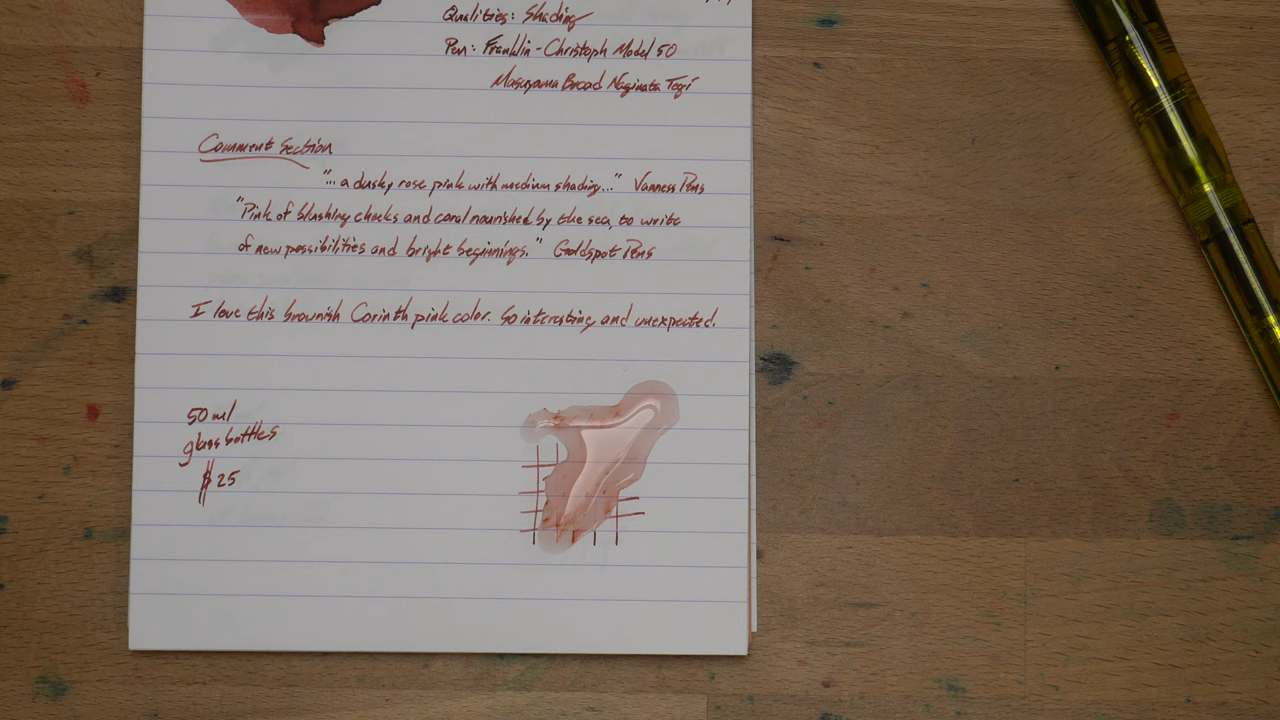 Qualities: Shading
Pen: Franklin-Christoph Model 50
Masuyama Broad Naginata Togi
Comment Section
"... a dusky rose pink with medium shading..." Vanness Pens
"Pink of blushing cheeks and coral nourished by the sea, to write
of new possibilities and bright beginnings." Goldspot Pens
I love this brownish Corinth pink color. So interesting and unexpected.
50 ml
glass bottles
$25